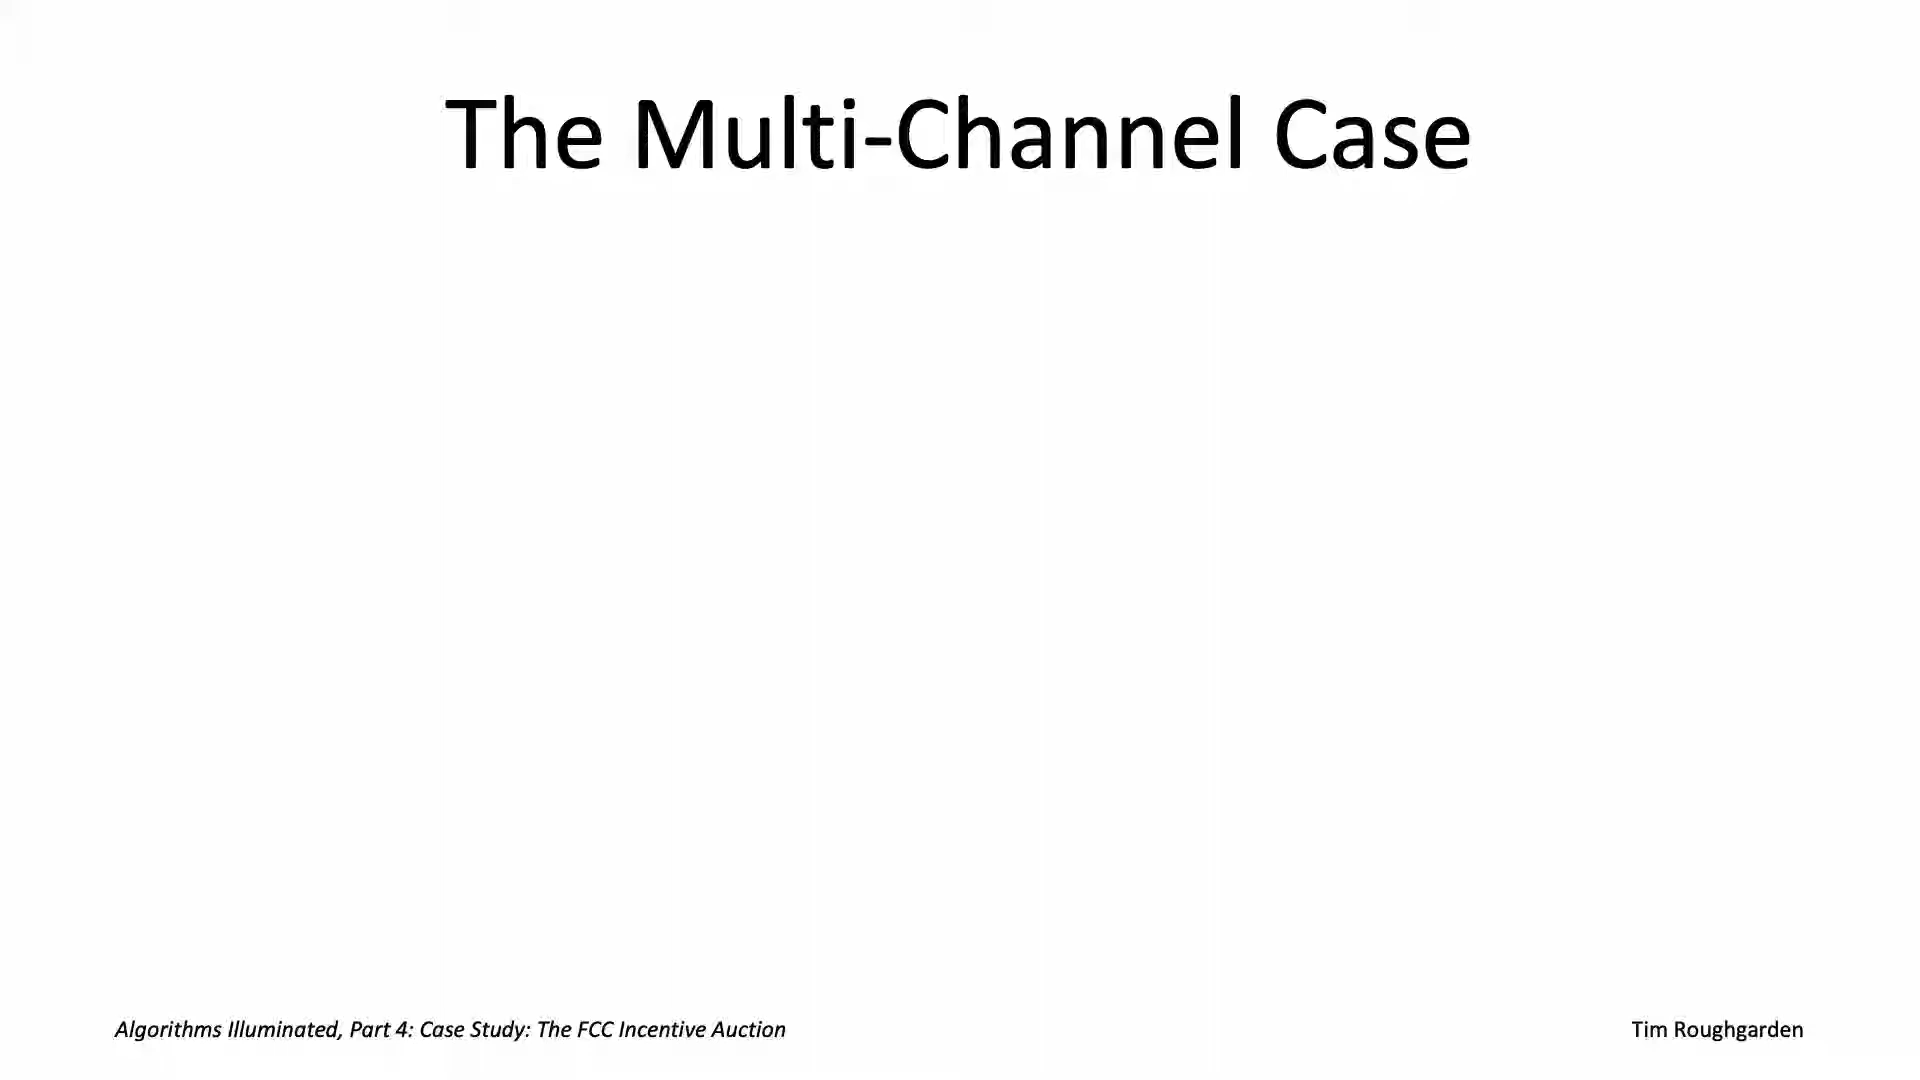 The Multi-Channel Case
Algorithms Illuminated, Part 4: Case Study: The FCC Incentive Auction
Tim Roughgarden